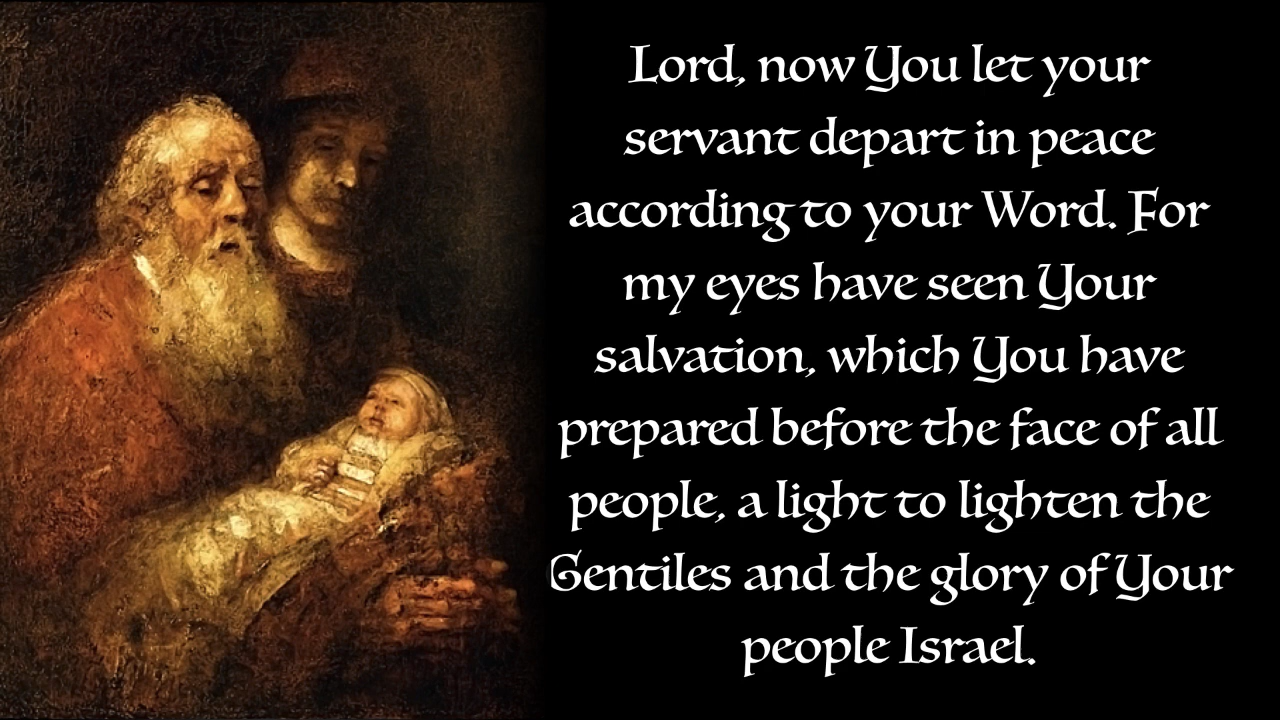 Lord, now You let your
servant depart in peace
according to your Word. For
my eyes have seen Your
salvation, which You have
prepared before the face of all
people, a light to lighten the
Gentiles and the glory of Your
people Israel.